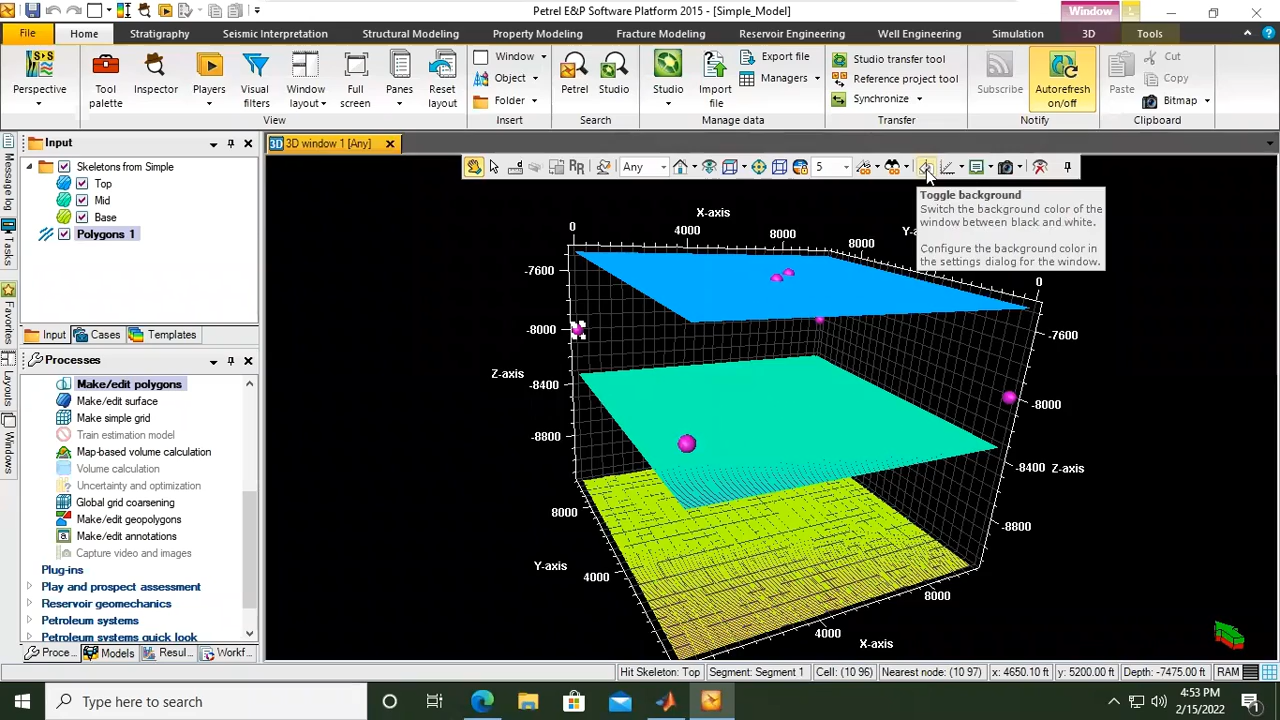 Petrel E&P Software Platform 2015 - [Simple_Model]
Window
File
Home
Stratigraphy
Seismic Interpretation
Structural Modeling
Property Modeling
Fracture Modeling
Reservoir Engineering
Well Engineering
Simulation
3D
Tools
Perspective
Tool palette
Inspector
Players
Visual filters
Window layout
Full screen
Panes
Reset layout
View
Window
Object
Folder
Insert
Petrel
Studio
Search
Studio
Import file
Export file
Managers
Manage data
Studio transfer tool
Reference project tool
Synchronize
Transfer
Subscribe
Autorefresh on/off
Notify
Paste
Cut
Copy
Bitmap
Clipboard
Message log
Tasks
Favorites
Layouts
Windows
Input
Skeletons from Simple
Top
Mid
Base
Polygons 1
Input
Cases
Templates
Processes
Make/edit polygons
Make/edit surface
Make simple grid
Train estimation model
Map-based volume calculation
Volume calculation
Uncertainty and optimization
Global grid coarsening
Make/edit geopolygons
Make/edit annotations
Capture video and images
Plug-ins
Play and prospect assessment
Reservoir geomechanics
Petroleum systems
Petroleum systems quick look
Proce...
Models
Resul...
Workf...
3D
3D window 1 [Any]
RR
Any
5
Toggle background
Switch the background color of the
window between black and white.
Configure the background color in
the settings dialog for the window.
X-axis
0
4000
8000
8000
0
-7600
-8000
Z-axis
-8400
-8800
-7600
-8000
-8400
Z-axis
-8800
8000
Y-axis
4000
8000
4000
X-axis
Hit Skeleton: Top
Segment: Segment 1
Cell: (10 96)
Nearest node: (10 97)
x: 4650.10 ft
y: 5200.00 ft
Depth: -7475.00 ft
RAM
Type here to search
4:53 PM
2/15/2022
1